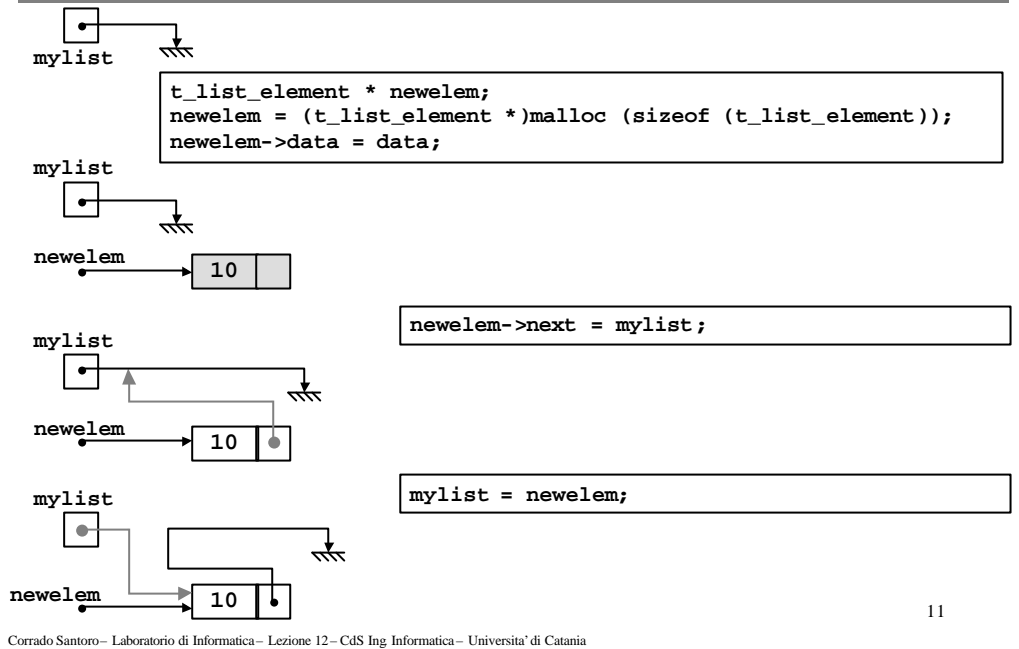 mylist
t_list_element * newelem;
newelem = (t_list_element *)malloc (sizeof (t_list_element));
newelem->data = data;
mylist
newelem
10
newelem->next = mylist;
mylist
newelem
10
mylist = newelem;
mylist
newelem
10
11
Corrado Santoro– Laboratorio di Informatica– Lezione 12– CdS Ing. Informatica– Universita’ di Catania